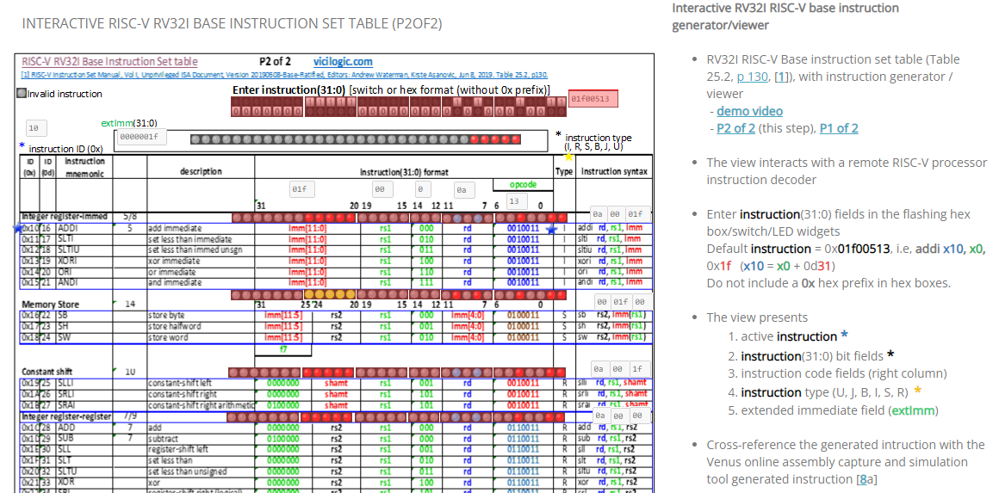 INTERACTIVE RISC-V RV32I BASE INSTRUCTION SET TABLE (P2OF2)
RISC-V RV32I Base Instruction Set table P2 of 2 vicilogic.com
[1] RISC-V Instruction Set Manual, Vol I, Unprivileged ISA Document, Version 20190608-Base-Ratified, Editors: Andrew Waterman, Krste Asanovic, Jun 8, 2019. Table 25.2, p130.
Invalid instruction Enter instruction(31:0) [switch or hex format (without 0x prefix)]
01f00513
10
extImm(31:0)
0000001f
* instruction ID (0x)
* instruction type
(I, R, S, B, J, U)
ID (0x) ID (0d) Instruction mnemonic description Instruction(31:0) format Type Instruction syntax
01f 00 0 0a opcode
13
31 20 19 15 14 12 11 7 6 0
0a 00 01f
Integer register-immed 5/8
0x10 16 ADDI 5 add immediate Imm[11:0] rs1 000 rd 0010011 I addi rd, rs1, Imm
0x11 17 SLTI set less than immediate Imm[11:0] rs1 010 rd 0010011 I slti rd, rs1, Imm
0x12 18 SLTIU set less than immed unsgn Imm[11:0] rs1 011 rd 0010011 I sltiu rd, rs1, Imm
0x13 19 XORI xor immediate Imm[11:0] rs1 100 rd 0010011 I xori rd, rs1, Imm
0x14 20 ORI or immediate Imm[11:0] rs1 110 rd 0010011 I ori rd, rs1, Imm
0x15 21 ANDI and immediate Imm[11:0] rs1 111 rd 0010011 I andi rd, rs1, Imm
Memory Store 14 31 25 24 20 19 15 14 12 11 7 6 0 00 01f 00
0x16 22 SB store byte Imm[11:5] rs2 rs1 000 Imm[4:0] 0100011 S sb rs2, Imm(rs1)
0x17 23 SH store halfword Imm[11:5] rs2 rs1 001 Imm[4:0] 0100011 S sh rs2, Imm(rs1)
0x18 24 SW store word Imm[11:5] rs2 rs1 010 Imm[4:0] 0100011 S sw rs2, Imm(rs1)
f7
Constant shift 10 0a 00 1f
0x19 25 SLLI constant-shift left 0000000 shamt rs1 001 rd 0010011 R slli rd, rs1, shamt
0x1A 26 SRLI constant-shift right 0000000 shamt rs1 101 rd 0010011 R srli rd, rs1, shamt
0x1B 27 SRAI constant-shift right arithmetic 0100000 shamt rs1 101 rd 0010011 R srai rd, rs1, shamt
Integer register-register 7/9 0a 00 00
0x1C 28 ADD 7 add 0000000 rs2 rs1 000 rd 0110011 R add rd, rs1, rs2
0x1D 29 SUB 7 subtract 0100000 rs2 rs1 000 rd 0110011 R sub rd, rs1, rs2
0x1E 30 SLL register-shift left 0000000 rs2 rs1 001 rd 0110011 R sll rd, rs1, rs2
0x1F 31 SLT set less than 0000000 rs2 rs1 010 rd 0110011 R slt rd, rs1, rs2
0x20 32 SLTU set less than unsigned 0000000 rs2 rs1 011 rd 0110011 R sltu rd, rs1, rs2
0x21 33 XOR xor 0000000 rs2 rs1 100 rd 0110011 R xor rd, rs1, rs2
Interactive RV32I RISC-V base instruction
generator/viewer
RV32I RISC-V Base instruction set table (Table
25.2, p 130, [1]), with instruction generator /
viewer
- demo video
- P2 of 2 (this step), P1 of 2
The view interacts with a remote RISC-V processor
instruction decoder
Enter instruction(31:0) fields in the flashing hex
box/switch/LED widgets
Default instruction = 0x01f00513, i.e, addi x10, x0,
0x1f (x10 = x0 + 0d31)
Do not include a 0x hex prefix in hex boxes.
The view presents
1. active instruction *
2. instruction(31:0) bit fields *
3. instruction code fields (right column)
4. instruction type (U, J, B, I, S, R) *
5. extended immediate field (extImm)
Cross-reference the generated intruction with the
Venus online assembly capture and simulation
tool generated instruction [8a]